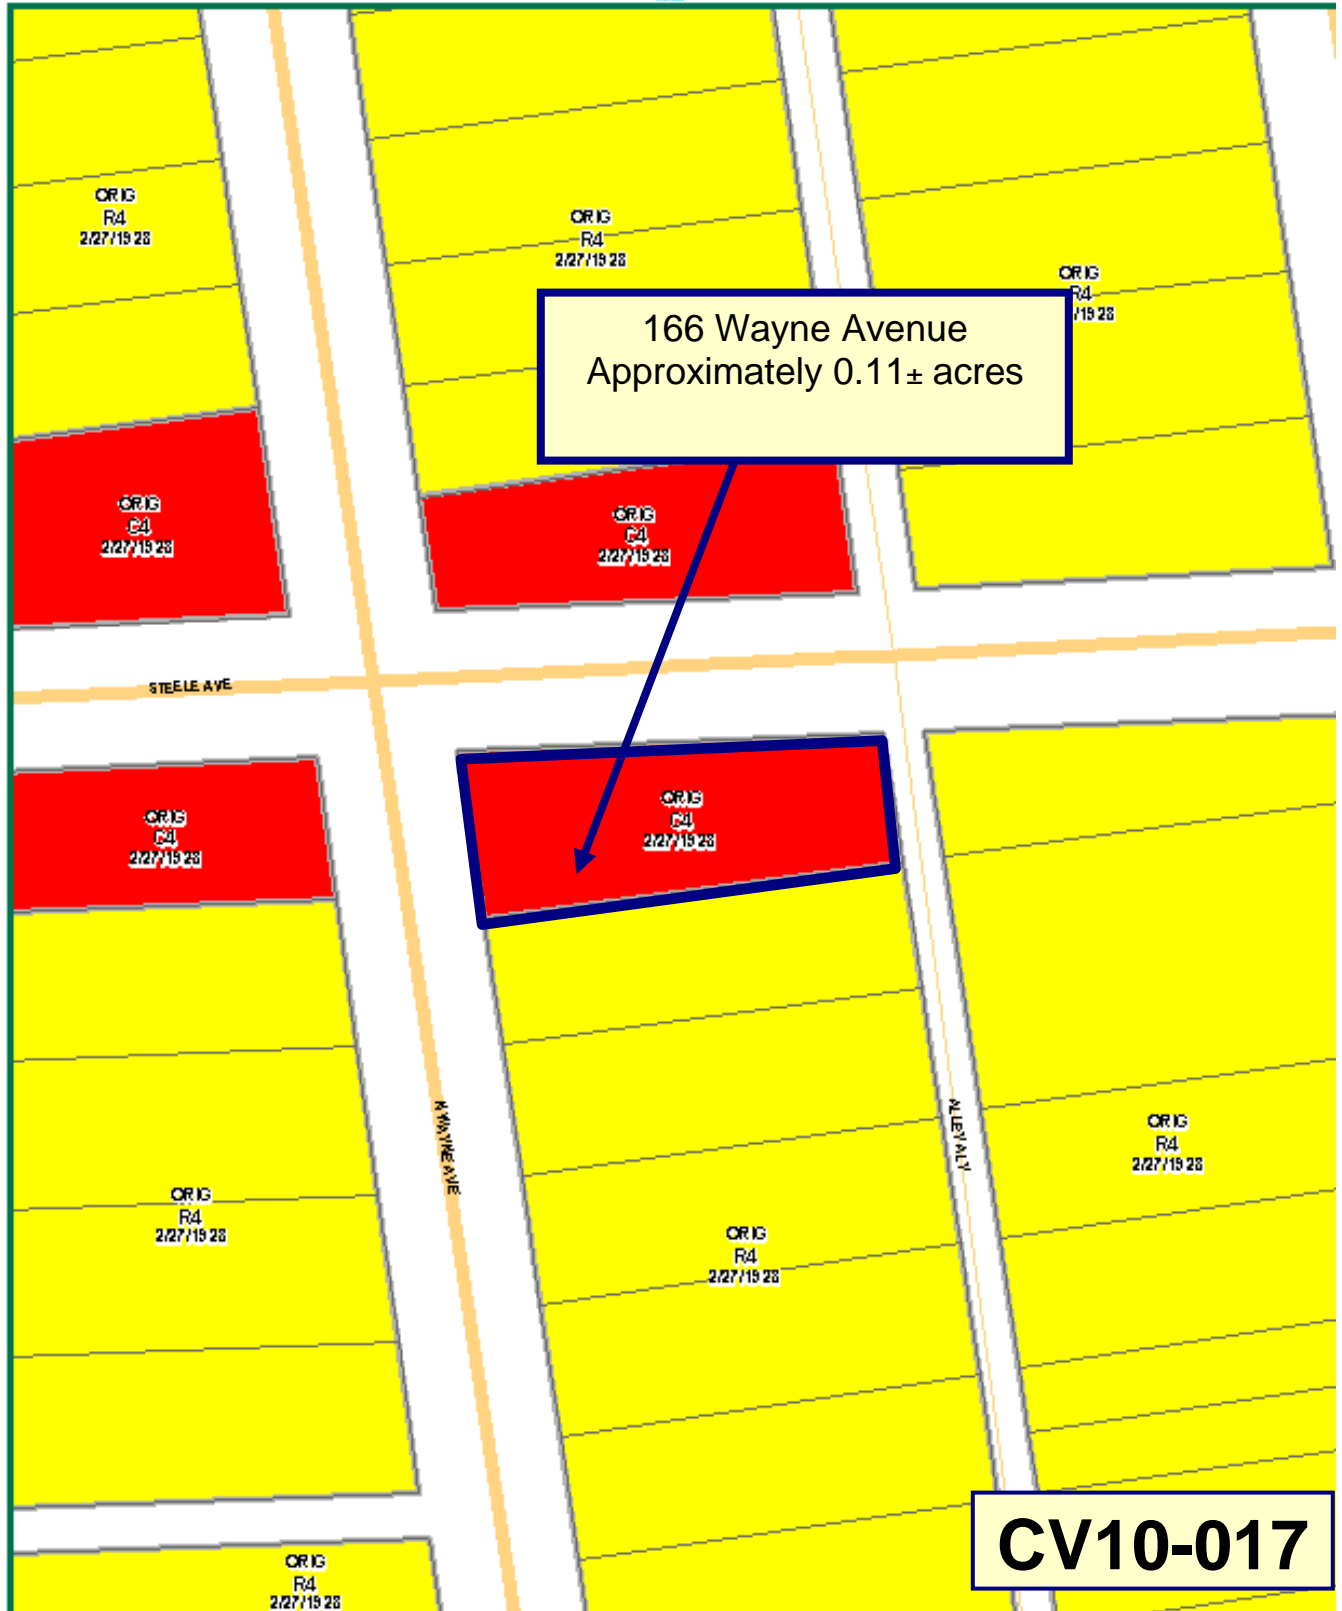 ORIG
R4
2/27/1928
ORIG
R4
2/27/1928
ORIG
R4
/1928
166 Wayne Avenue
Approximately 0.11± acres
ORIG
C4
2/27/1928
ORIG
C4
2/27/1928
STEELE AVE
ORIG
C4
2/27/1928
ORIG
C4
2/27/1928
N WAYNE AVE
ALLEY ALY
ORIG
R4
2/27/1928
ORIG
R4
2/27/1928
ORIG
R4
2/27/1928
CV10-017
ORIG
R4
2/27/1928